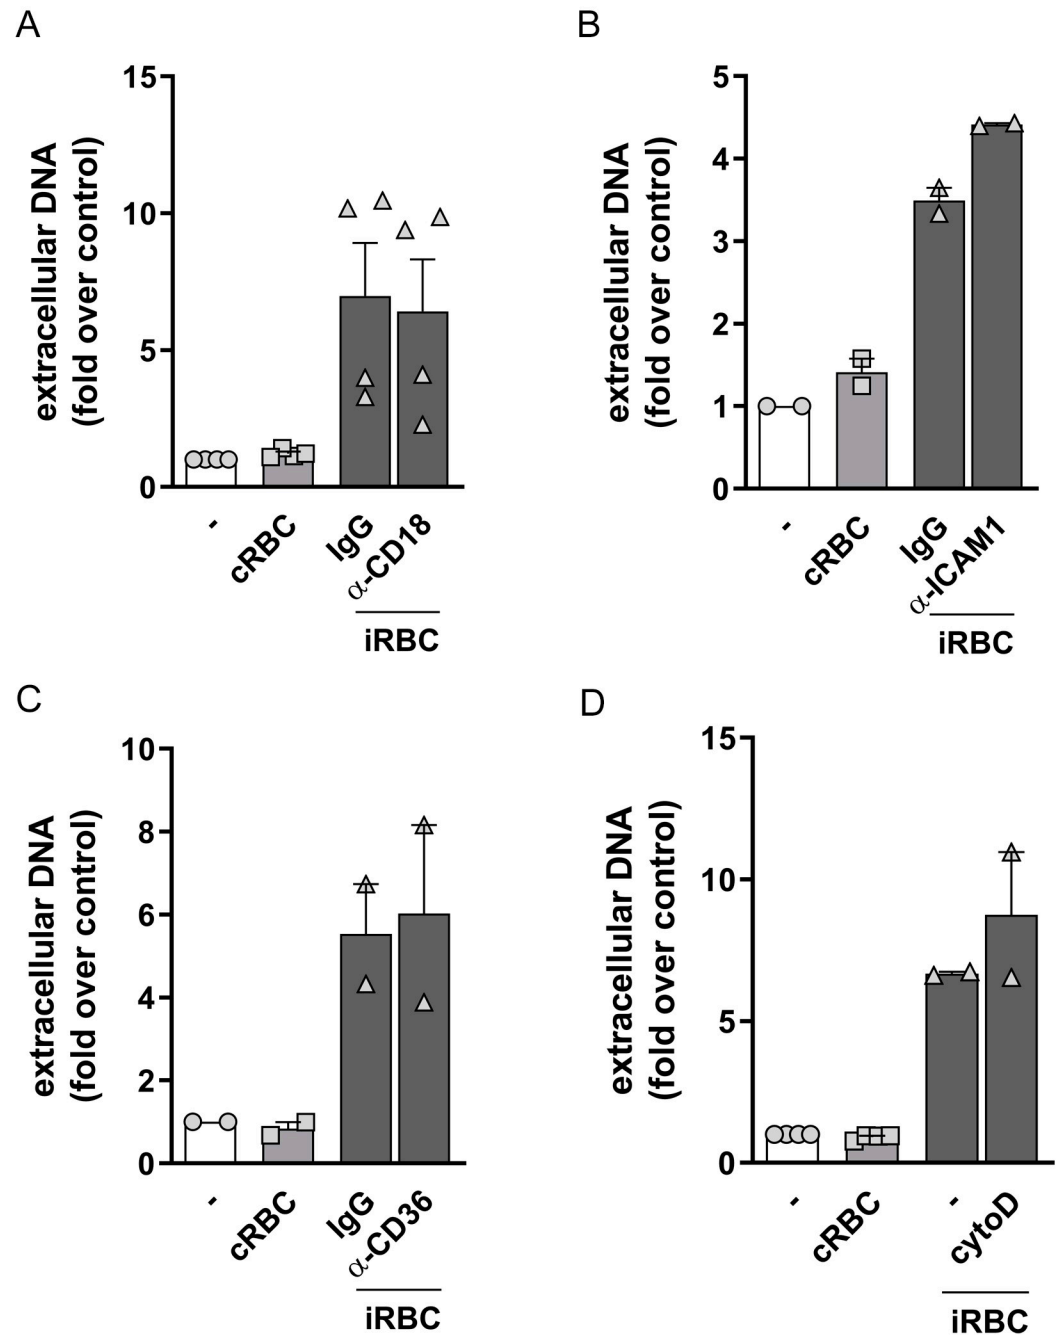 A
extracellular DNA
(fold over control)
15
10
5
0
-
cRBC
IgG
α-CD18
iRBC
B
extracellular DNA
(fold over control)
5
4
3
2
1
0
-
cRBC
IgG
α-ICAM1
iRBC
C
extracellular DNA
(fold over control)
10
8
6
4
2
0
-
cRBC
IgG
α-CD36
iRBC
D
extracellular DNA
(fold over control)
15
10
5
0
-
cRBC
-
cytoD
iRBC